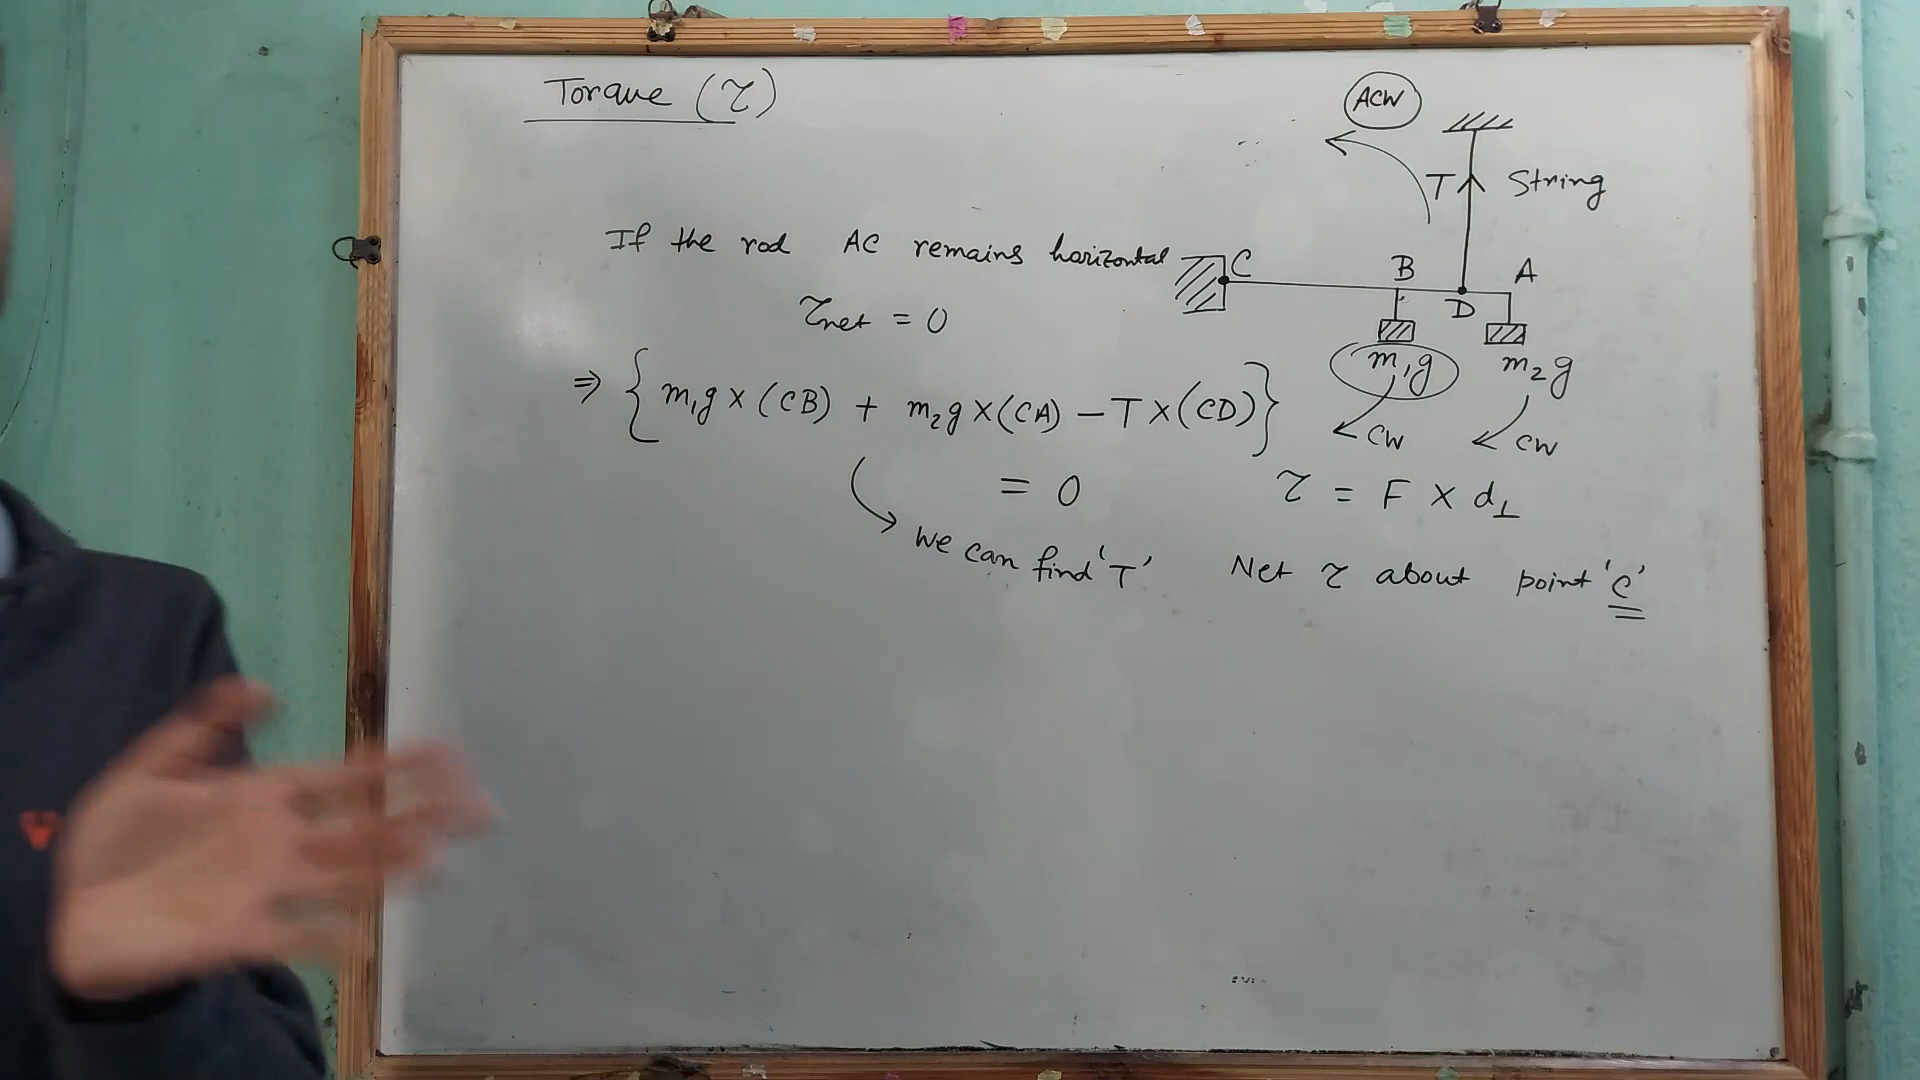 Torque (τ)
ACW
T String
If the rod AC remains horizontal
C B D A
τnet = 0
m₁g m₂g
⇒ {m₁g × (CB) + m₂g × (CA) − T × (CD)}
CW CW
= 0
τ = F × d⊥
We can find 'T'
Net τ about point 'C'